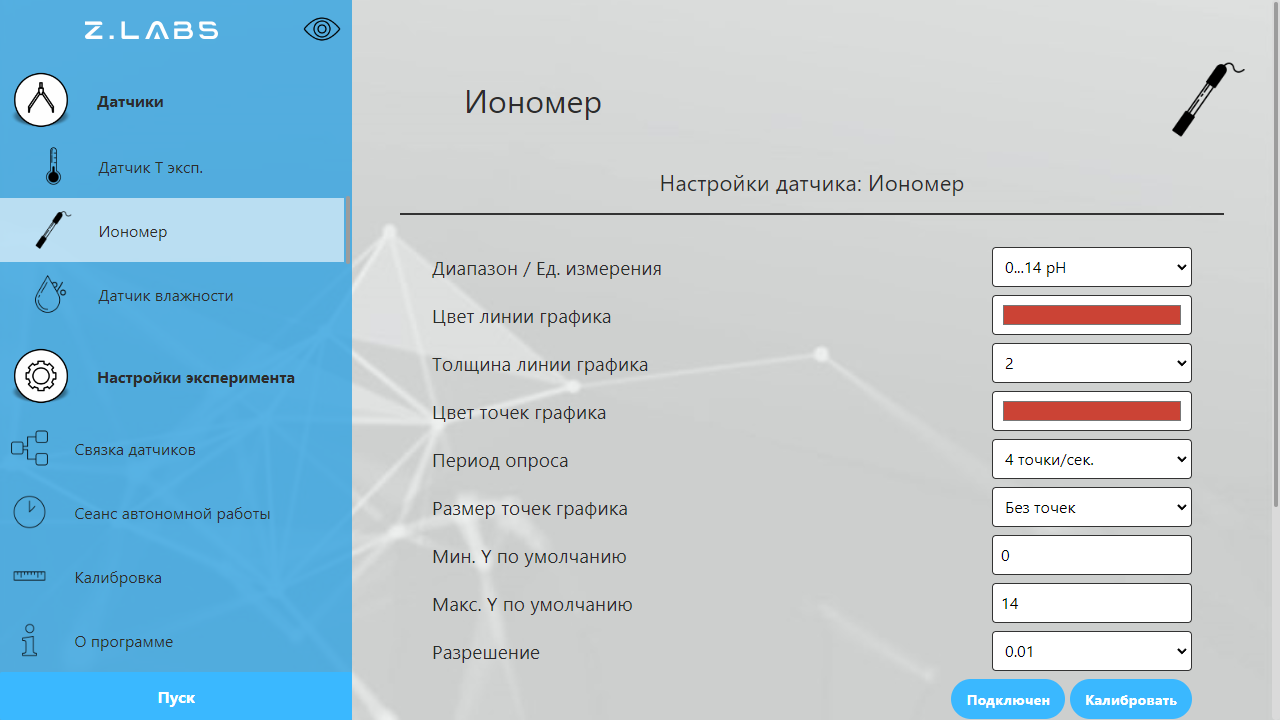 Z.LABS
Датчики
Датчик T эксп.
Иономер
Датчик влажности
Настройки эксперимента
Связка датчиков
Сеанс автономной работы
Калибровка
О программе
Пуск
Иономер
Настройки датчика: Иономер
Диапазон / Ед. измерения 0...14 pH
Цвет линии графика
Толщина линии графика 2
Цвет точек графика
Период опроса 4 точки/сек.
Размер точек графика Без точек
Мин. Y по умолчанию 0
Макс. Y по умолчанию 14
Разрешение 0.01
Подключен Калибровать